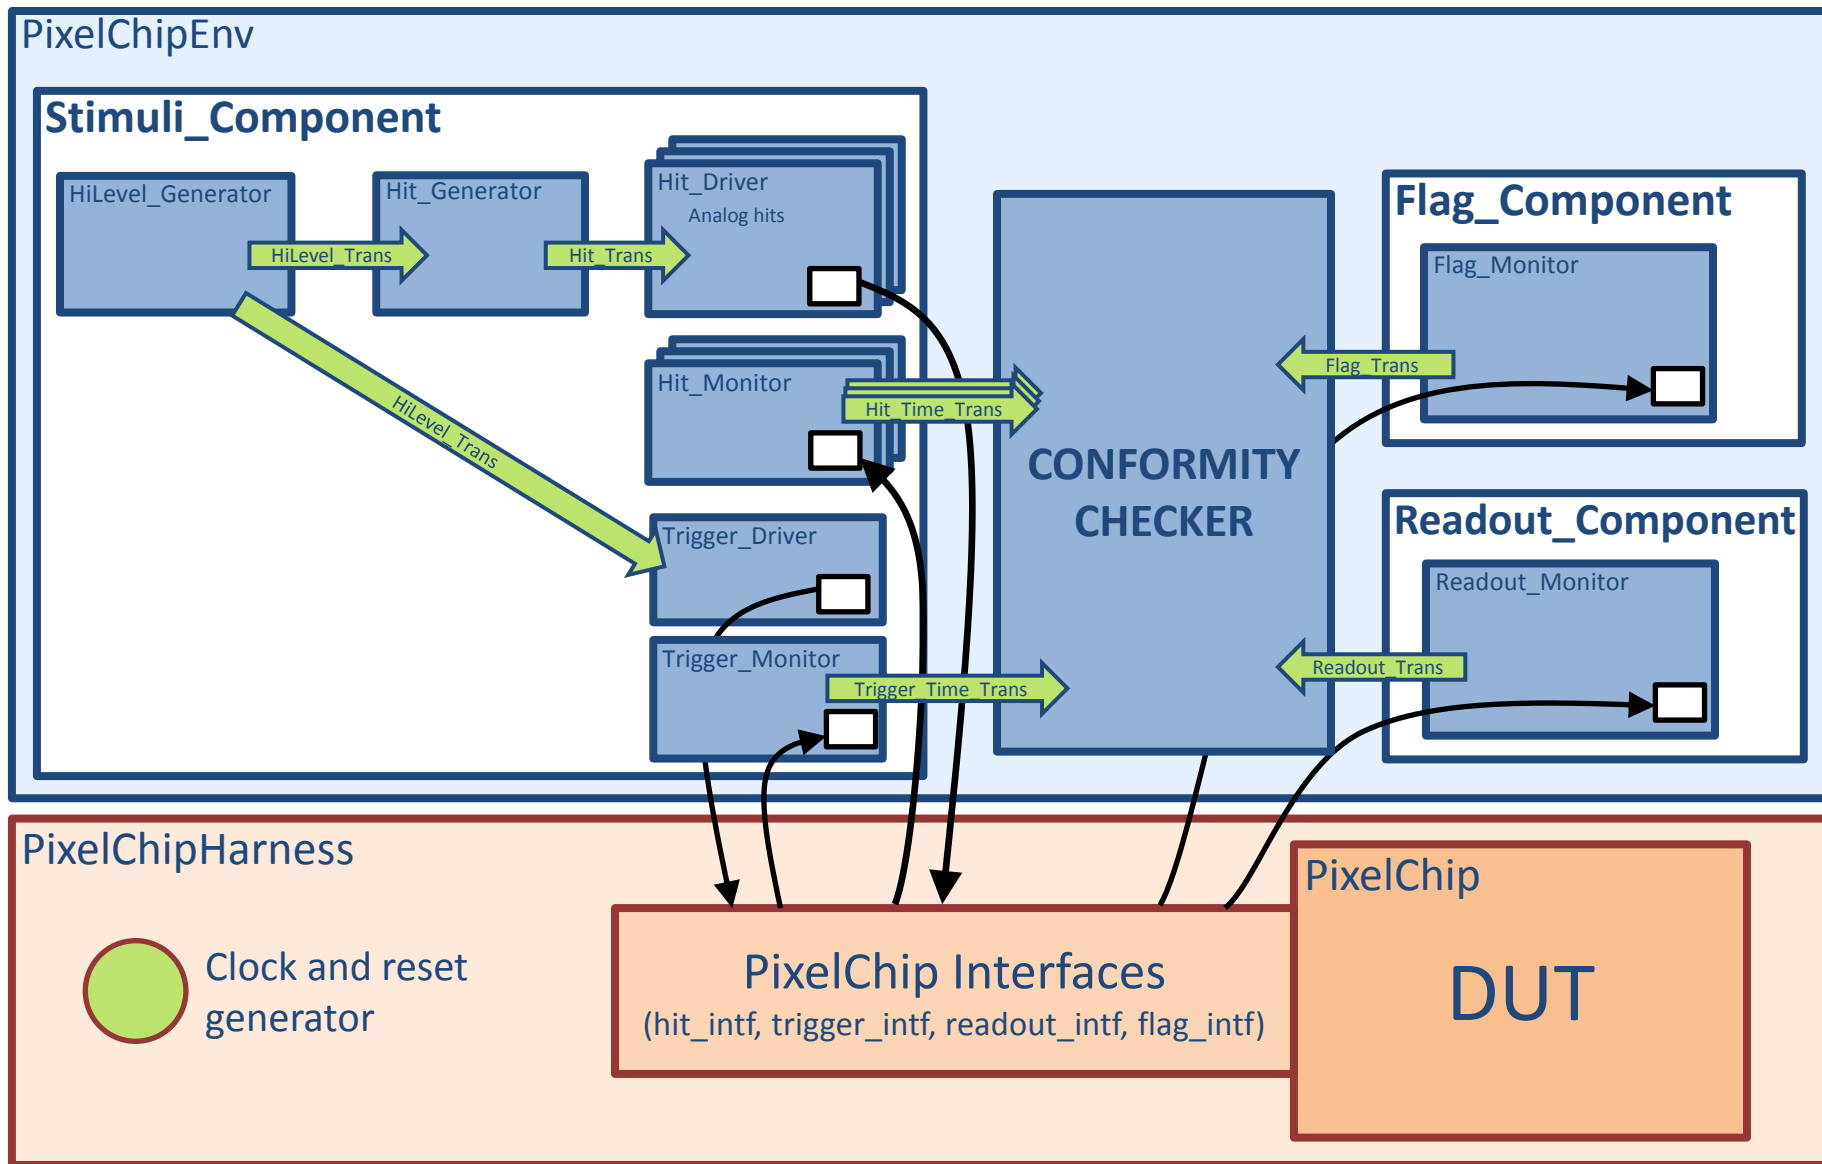 PixelChipEnv
Stimuli_Component
HiLevel_Generator
HiLevel_Trans
Hit_Generator
Hit_Trans
Hit_Driver
Analog hits
Hit_Monitor
Hit_Time_Trans
HiLevel_Trans
Trigger_Driver
Trigger_Monitor
Trigger_Time_Trans
CONFORMITY
CHECKER
Flag_Component
Flag_Monitor
Flag_Trans
Readout_Component
Readout_Monitor
Readout_Trans
PixelChipHarness
Clock and reset
generator
PixelChip Interfaces
(hit_intf, trigger_intf, readout_intf, flag_intf)
PixelChip
DUT